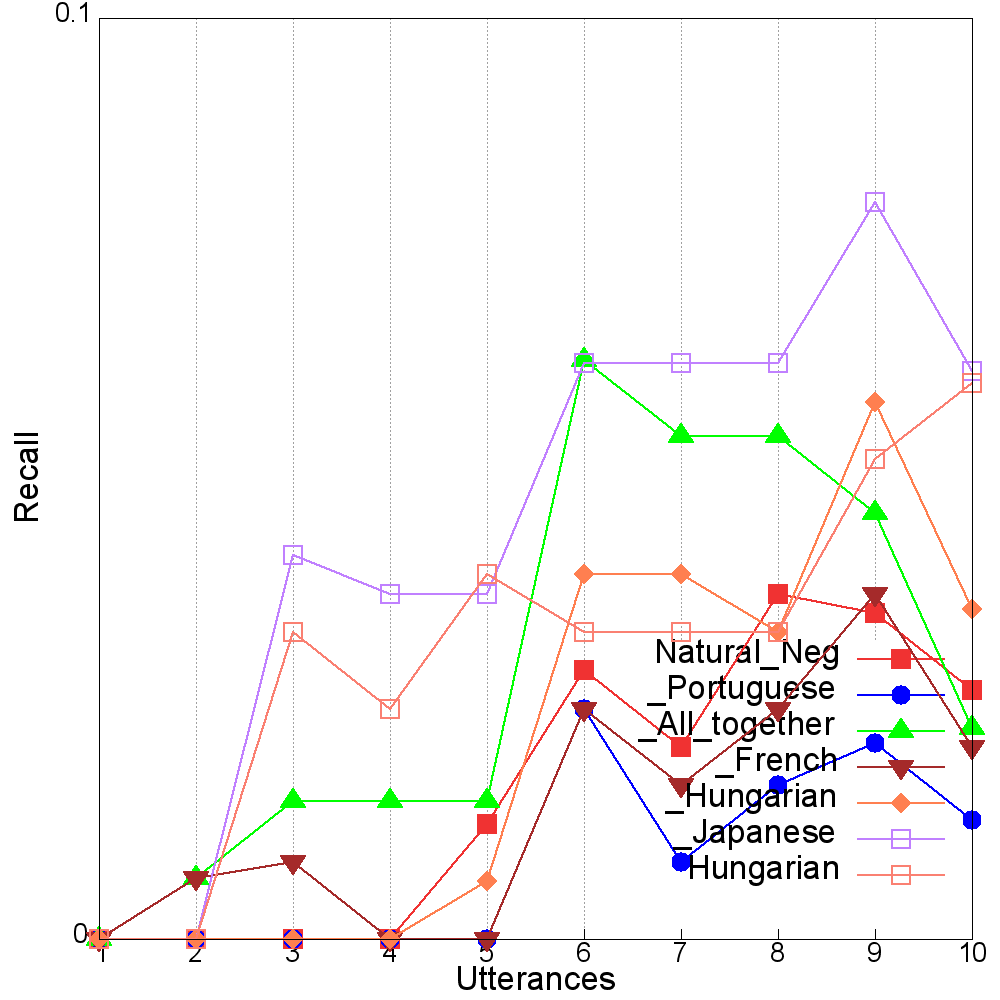 0.1
Recall
Natural_Neg
_Portuguese
_All_together
_French
_Hungarian
_Japanese
Hungarian
0
1 2 3 4 5 6 7 8 9 10
Utterances